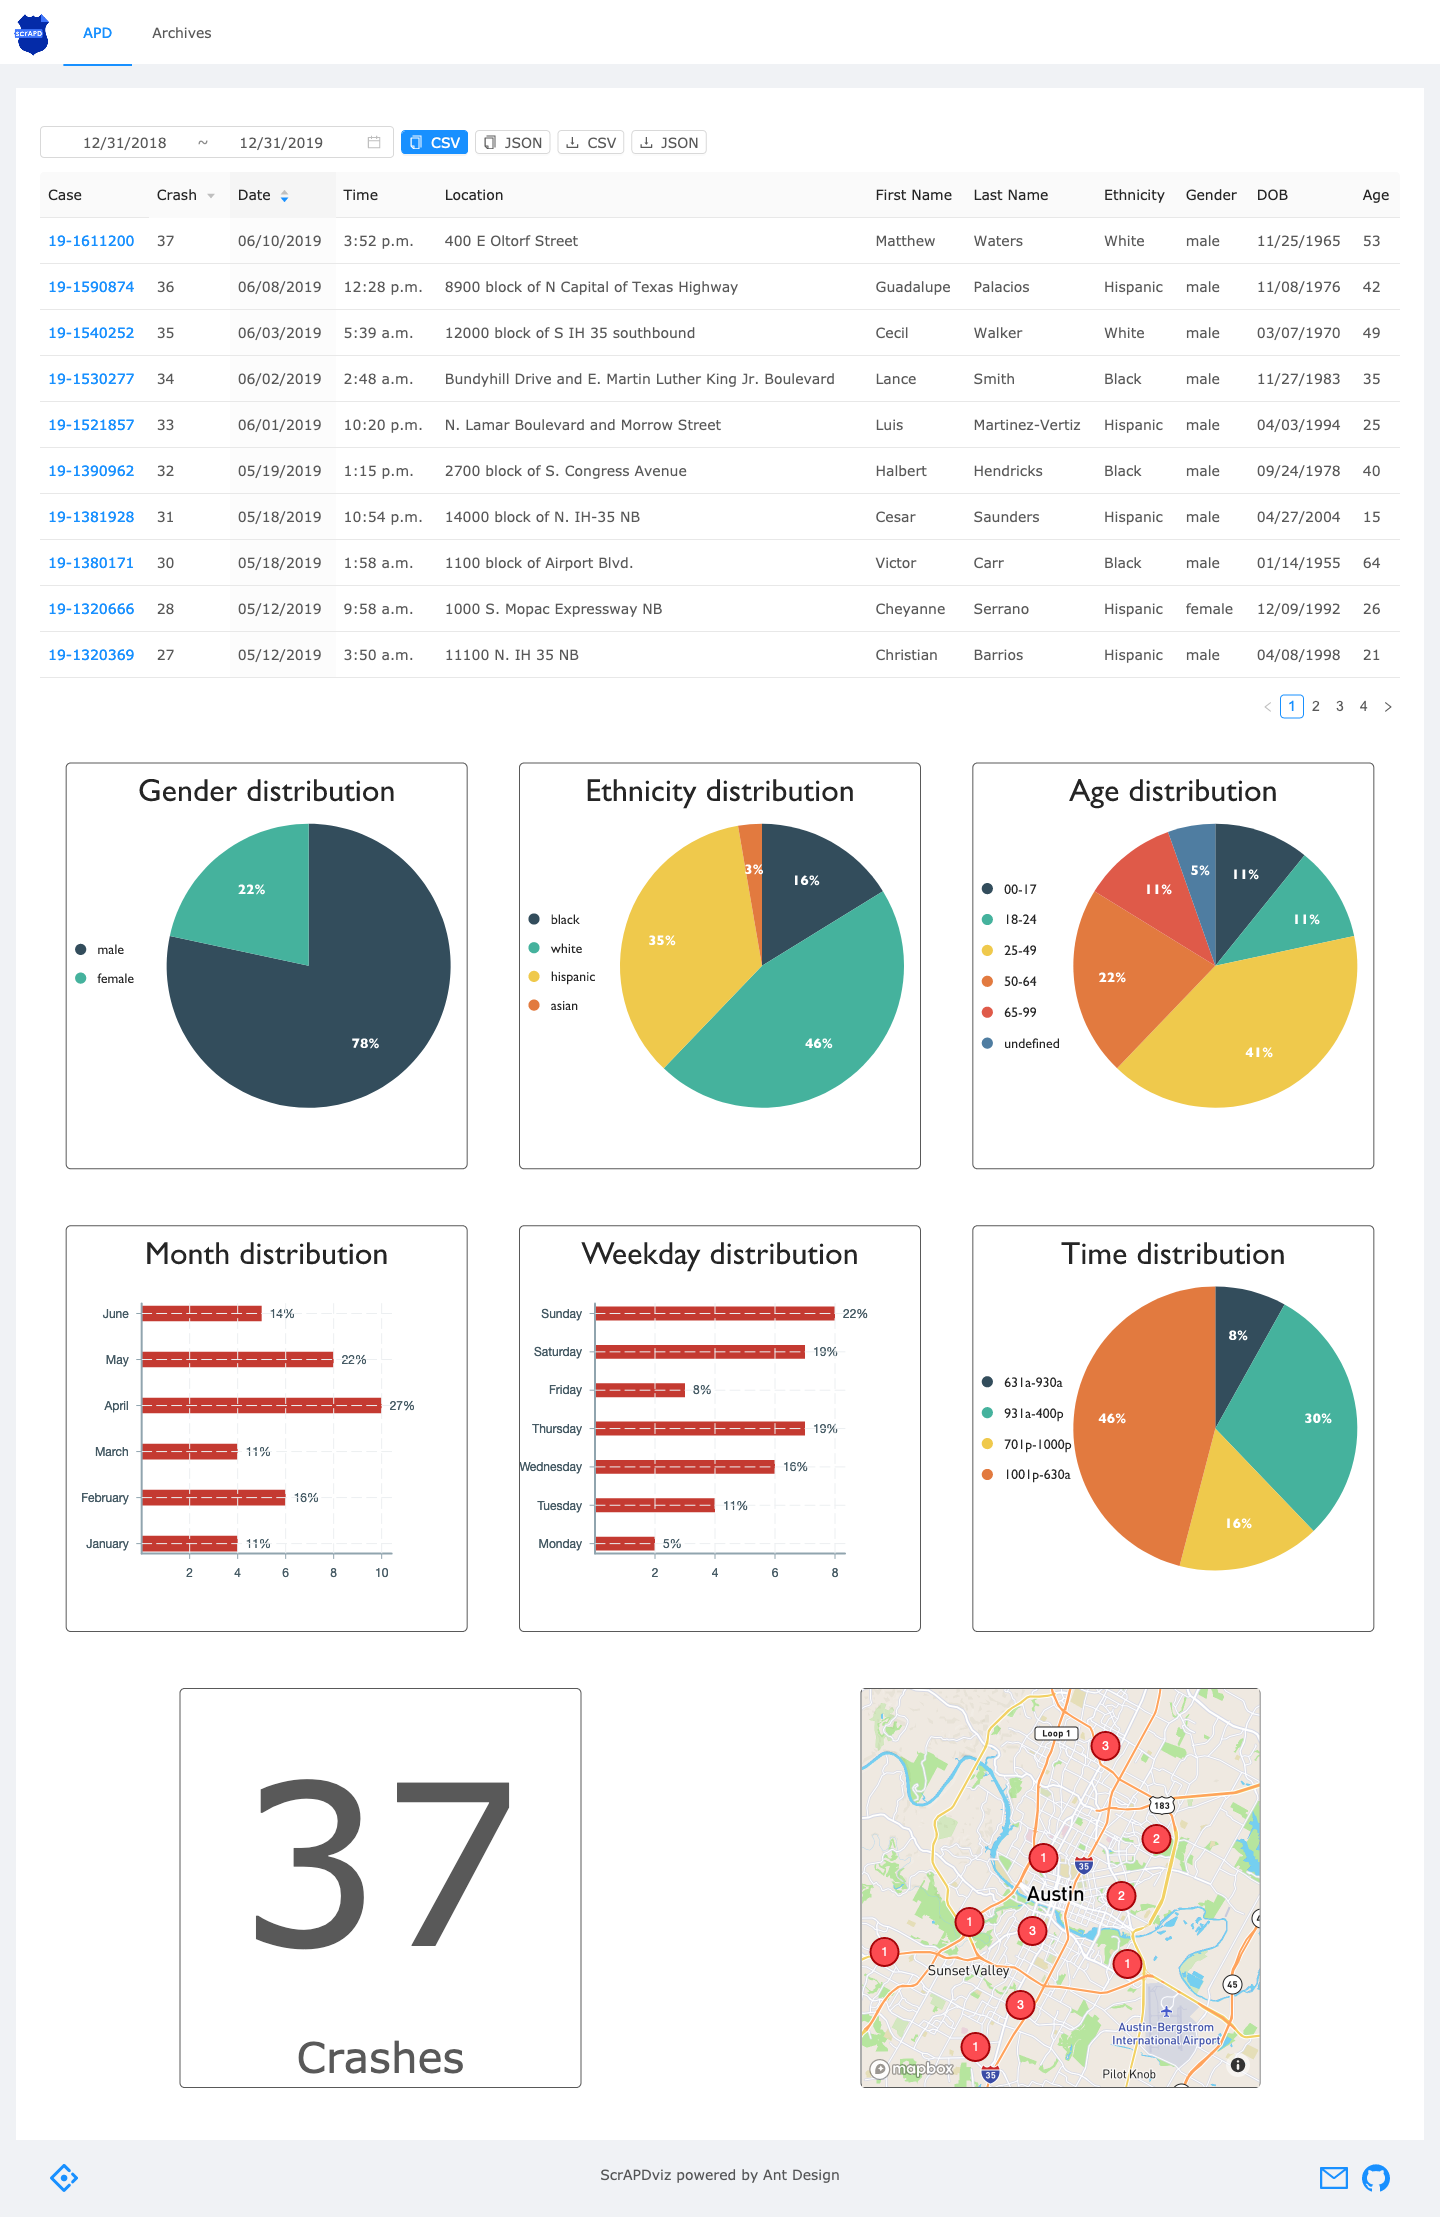 scrAPD APD Archives
12/31/2018 ~ 12/31/2019 CSV JSON CSV JSON
Case Crash Date Time Location First Name Last Name Ethnicity Gender DOB Age
19-1611200 37 06/10/2019 3:52 p.m. 400 E Oltorf Street Matthew Waters White male 11/25/1965 53
19-1590874 36 06/08/2019 12:28 p.m. 8900 block of N Capital of Texas Highway Guadalupe Palacios Hispanic male 11/08/1976 42
19-1540252 35 06/03/2019 5:39 a.m. 12000 block of S IH 35 southbound Cecil Walker White male 03/07/1970 49
19-1530277 34 06/02/2019 2:48 a.m. Bundyhill Drive and E. Martin Luther King Jr. Boulevard Lance Smith Black male 11/27/1983 35
19-1521857 33 06/01/2019 10:20 p.m. N. Lamar Boulevard and Morrow Street Luis Martinez-Vertiz Hispanic male 04/03/1994 25
19-1390962 32 05/19/2019 1:15 p.m. 2700 block of S. Congress Avenue Halbert Hendricks Black male 09/24/1978 40
19-1381928 31 05/18/2019 10:54 p.m. 14000 block of N. IH-35 NB Cesar Saunders Hispanic male 04/27/2004 15
19-1380171 30 05/18/2019 1:58 a.m. 1100 block of Airport Blvd. Victor Carr Black male 01/14/1955 64
19-1320666 28 05/12/2019 9:58 a.m. 1000 S. Mopac Expressway NB Cheyanne Serrano Hispanic female 12/09/1992 26
19-1320369 27 05/12/2019 3:50 a.m. 11100 N. IH 35 NB Christian Barrios Hispanic male 04/08/1998 21
< 1 2 3 4 >
Gender distribution
22%
male
female
78%
Ethnicity distribution
3%
16%
black
white
hispanic
asian
35%
46%
Age distribution
5%
11%
11%
11%
00-17
18-24
25-49
50-64
65-99
undefined
22%
41%
Month distribution
June 14%
May 22%
April 27%
March 11%
February 16%
January 11%
2 4 6 8 10
Weekday distribution
Sunday 22%
Saturday 19%
Friday 8%
Thursday 19%
Wednesday 16%
Tuesday 11%
Monday 5%
2 4 6 8
Time distribution
8%
631a-930a
931a-400p
701p-1000p
1001p-630a
46%
30%
16%
37
Crashes
Loop 1
3
183
2
1
35
Austin
2
1
3
1
1
Sunset Valley
45
3
Austin-Bergstrom
International Airport
1
mapbox
35
Pilot Knob
ScrAPDviz powered by Ant Design